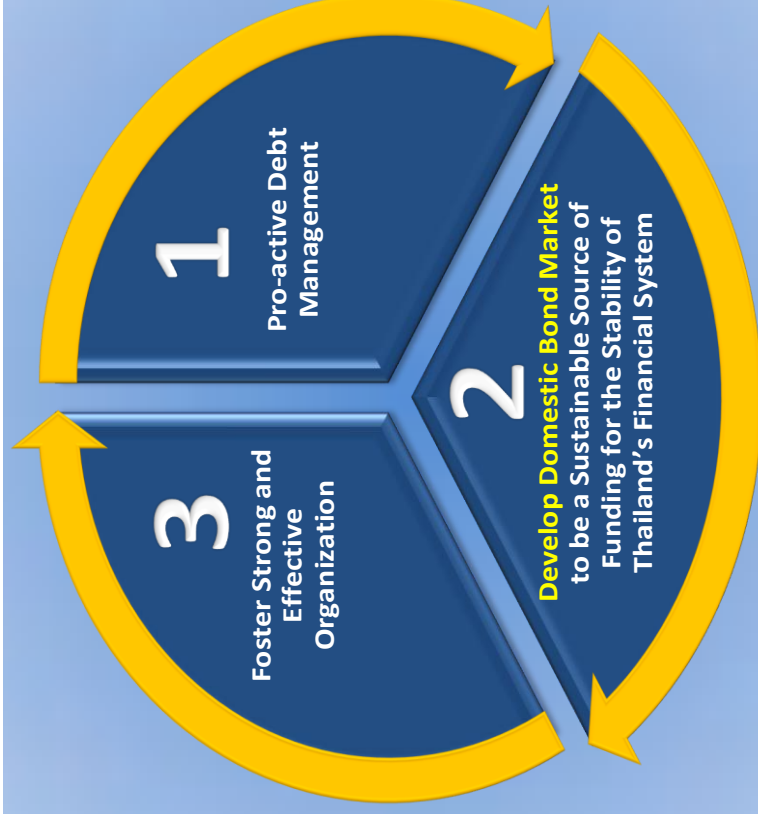 1
Pro-active Debt
Management
2
Develop Domestic Bond Market
to be a Sustainable Source of
Funding for the Stability of
Thailand's Financial System
3
Foster Strong and
Effective
Organization